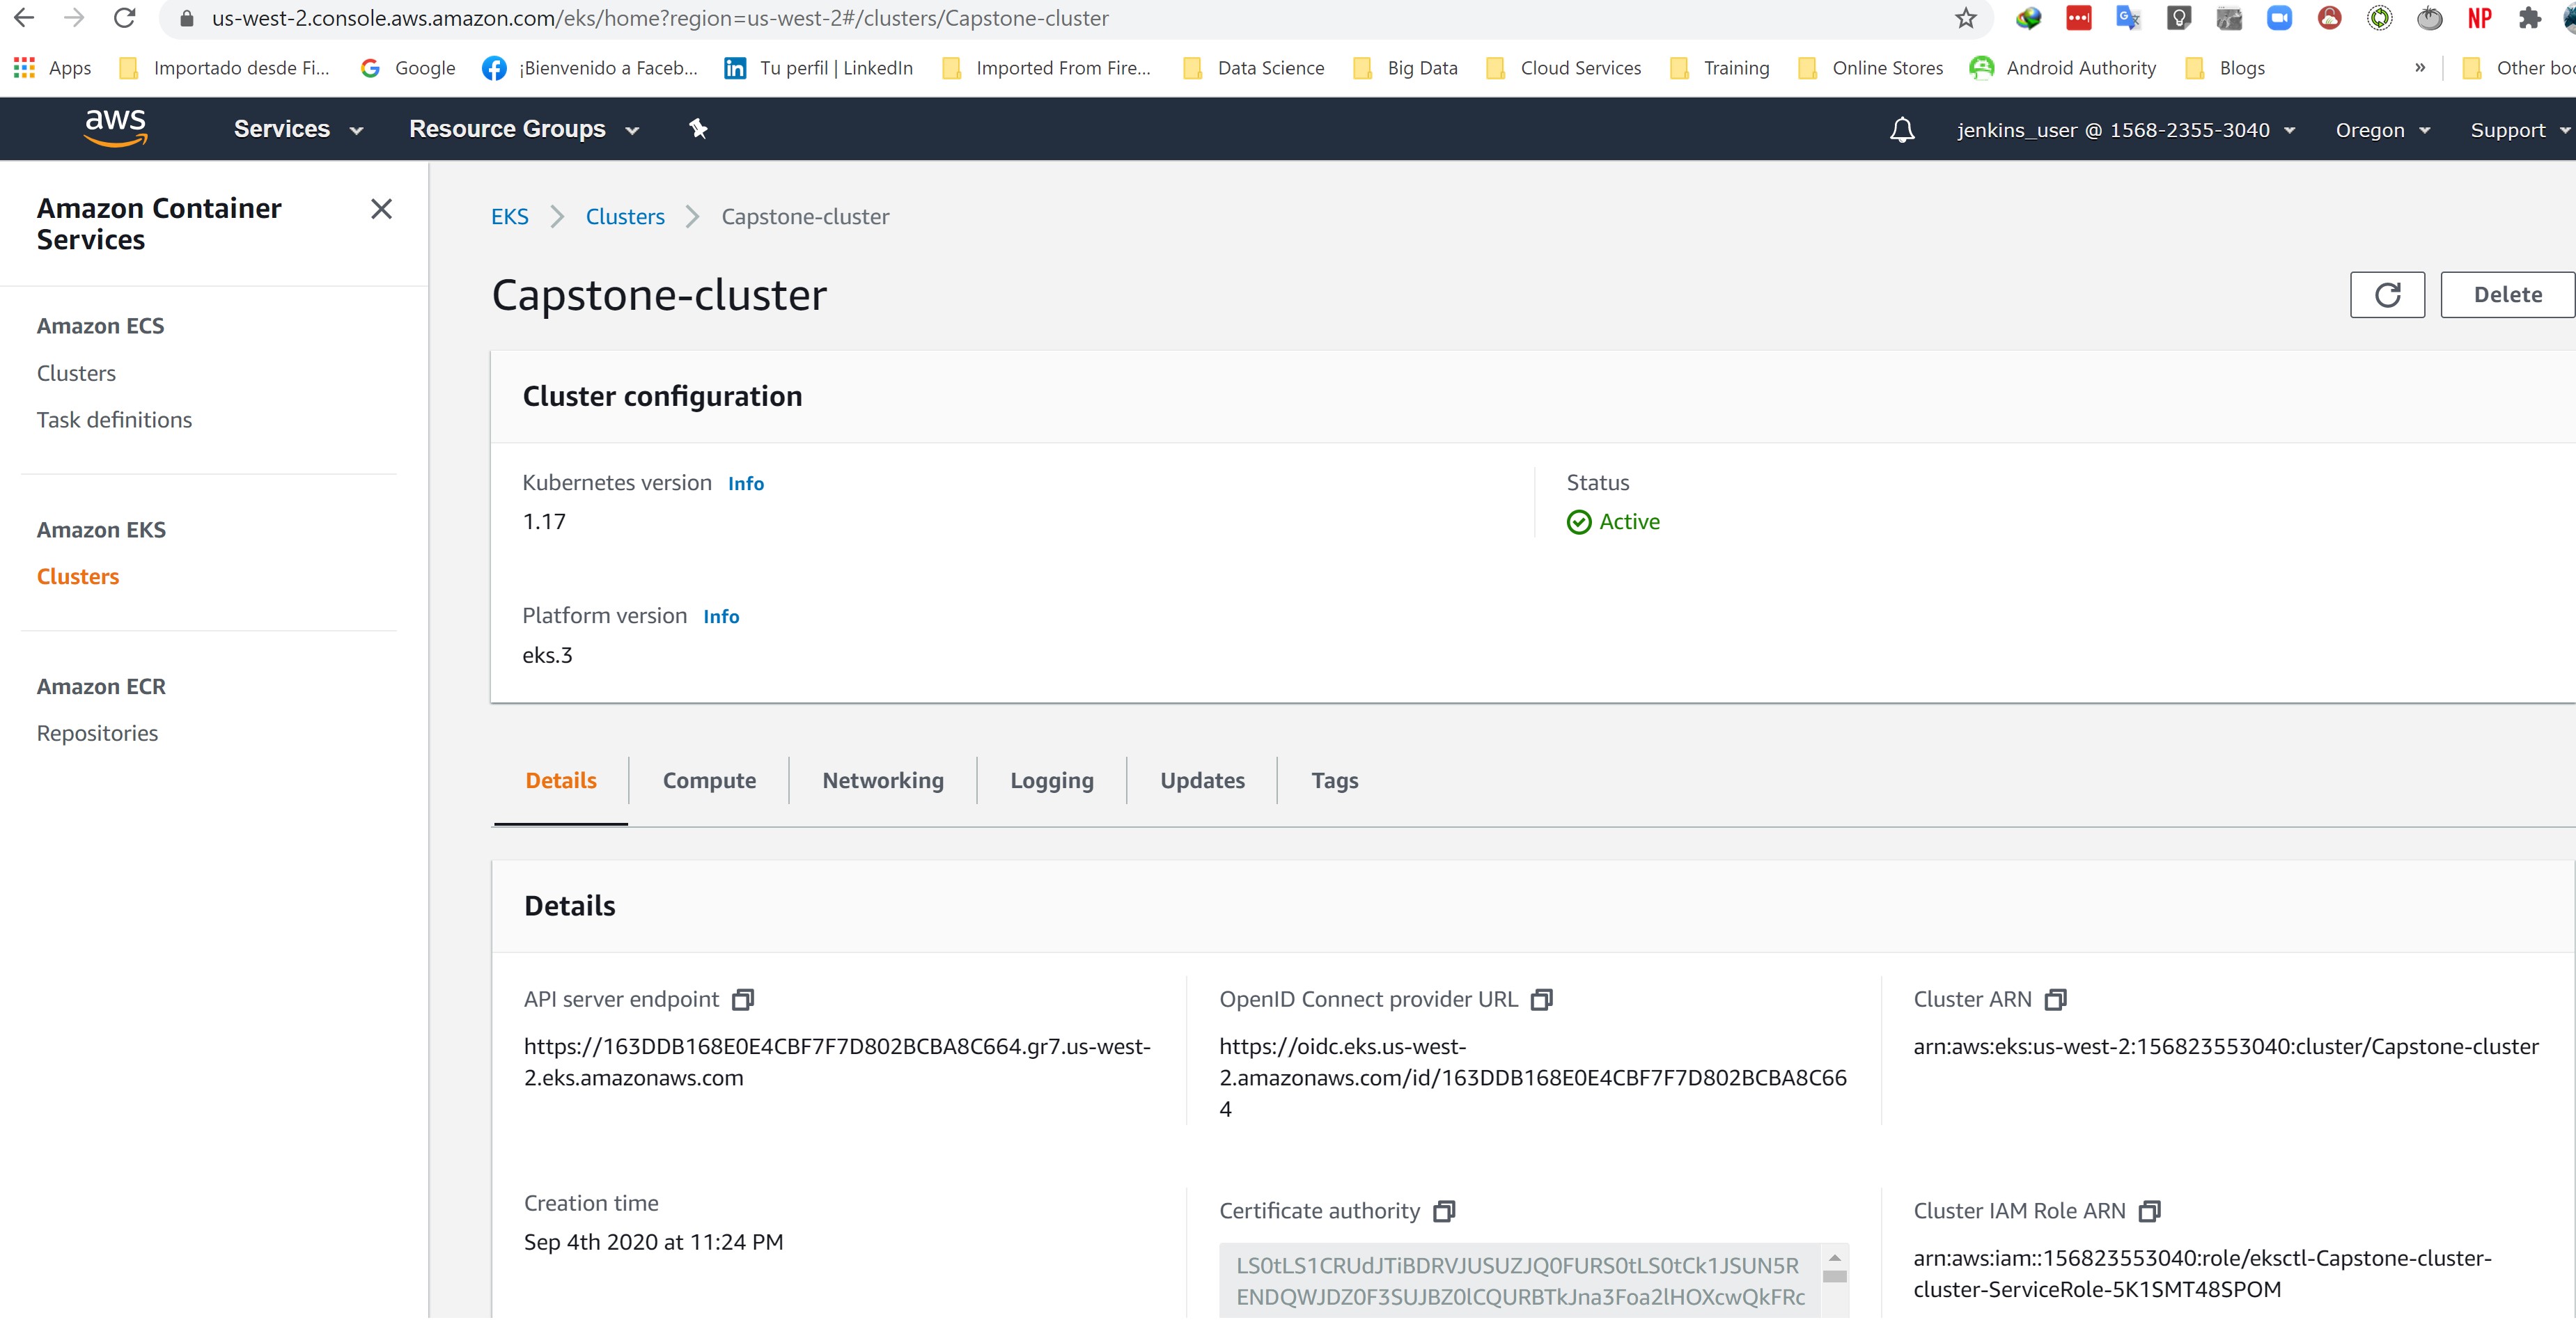 us-west-2.console.aws.amazon.com/eks/home?region=us-west-2#/clusters/Capstone-cluster
NP
Apps
Importado desde Fi...
Google
¡Bienvenido a Faceb...
Tu perfil | LinkedIn
Imported From Fire...
Data Science
Big Data
Cloud Services
Training
Online Stores
Android Authority
Blogs
»
Other boo
aws
Services
Resource Groups
jenkins_user @ 1568-2355-3040
Oregon
Support
Amazon Container
Services
Amazon ECS
Clusters
Task definitions
Amazon EKS
Clusters
Amazon ECR
Repositories
EKS
Clusters
Capstone-cluster
Capstone-cluster
Delete
Cluster configuration
Kubernetes version Info
1.17
Status
Active
Platform version Info
eks.3
Details
Compute
Networking
Logging
Updates
Tags
Details
API server endpoint
https://163DDB168E0E4CBF7F7D802BCBA8C664.gr7.us-west-
2.eks.amazonaws.com
OpenID Connect provider URL
https://oidc.eks.us-west-
2.amazonaws.com/id/163DDB168E0E4CBF7F7D802BCBA8C66
4
Cluster ARN
arn:aws:eks:us-west-2:156823553040:cluster/Capstone-cluster
Creation time
Sep 4th 2020 at 11:24 PM
Certificate authority
LS0tLS1CRUdJTiBDRVJUSUZJQ0FURS0tLS0tCk1JSUN5R
ENDQWJDZ0F3SUJBZ0lCQURBTkJna3Foa2lHOXcwQkFRc
Cluster IAM Role ARN
arn:aws:iam::156823553040:role/eksctl-Capstone-cluster-
cluster-ServiceRole-5K1SMT48SPOM